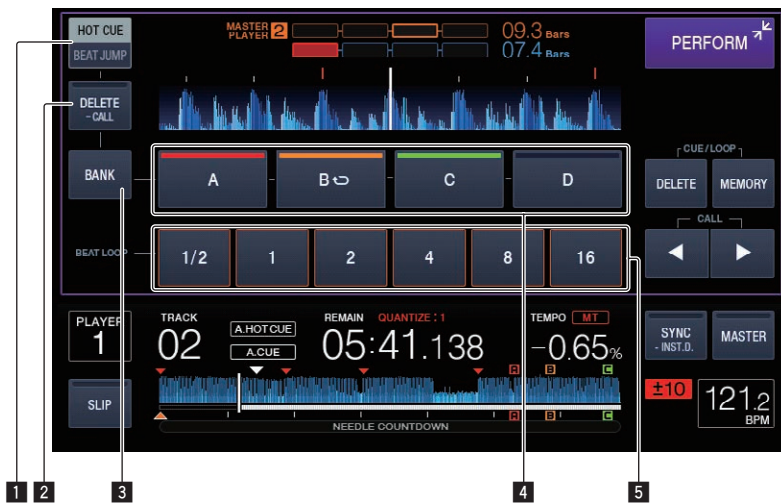 HOT CUE
BEAT JUMP
MASTER
PLAYER 2
09.3 Bars
07.4 Bars
PERFORM
DELETE
-CALL
BANK
A
B
C
D
CUE/LOOP
DELETE
MEMORY
CALL
BEAT LOOP
1/2
1
2
4
8
16
PLAYER
1
TRACK
02
A.HOTCUE
A.CUE
REMAIN
QUANTIZE : 1
05:41.138
TEMPO
MT
-0.65%
SYNC
- INST.D.
MASTER
A
B
C
±10
121.2
BPM
SLIP
A
B
C
NEEDLE COUNTDOWN
1
2
3
4
5